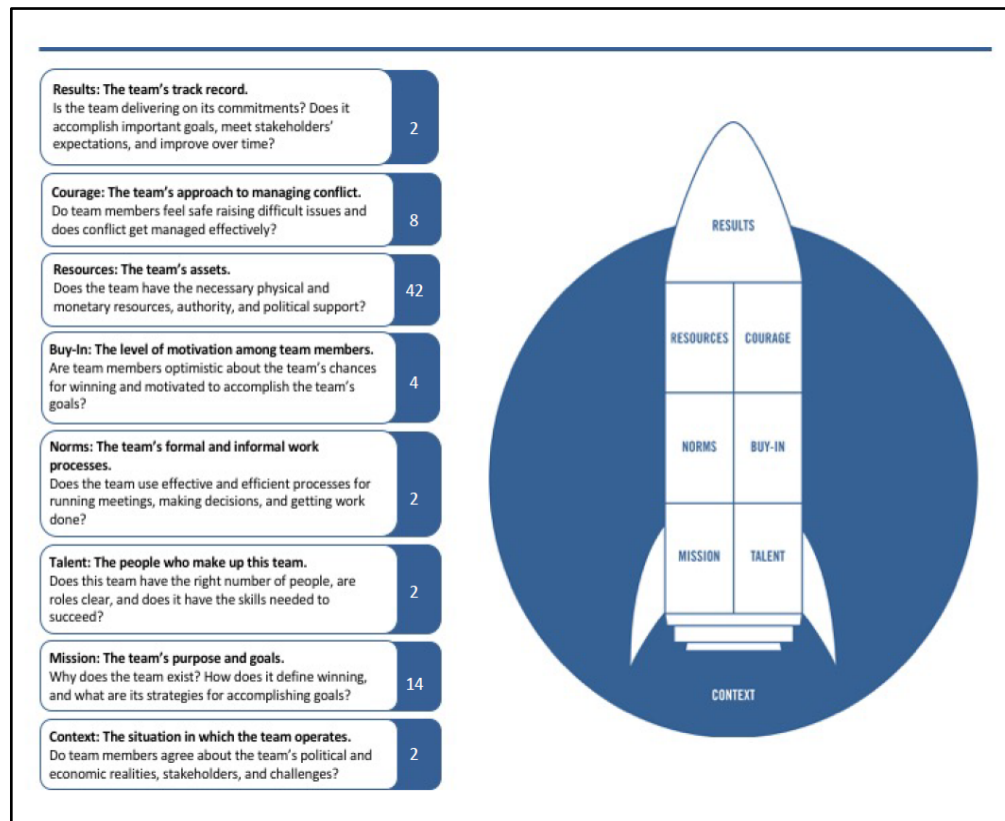 Results: The team's track record.
Is the team delivering on its commitments? Does it
accomplish important goals, meet stakeholders'
expectations, and improve over time?
2
Courage: The team's approach to managing conflict.
Do team members feel safe raising difficult issues and
does conflict get managed effectively?
8
Resources: The team's assets.
Does the team have the necessary physical and
monetary resources, authority, and political support?
42
Buy-In: The level of motivation among team members.
Are team members optimistic about the team's chances
for winning and motivated to accomplish the team's
goals?
4
Norms: The team's formal and informal work
processes.
Does the team use effective and efficient processes for
running meetings, making decisions, and getting work
done?
2
Talent: The people who make up this team.
Does this team have the right number of people, are
roles clear, and does it have the skills needed to
succeed?
2
Mission: The team's purpose and goals.
Why does the team exist? How does it define winning,
and what are its strategies for accomplishing goals?
14
Context: The situation in which the team operates.
Do team members agree about the team's political and
economic realities, stakeholders, and challenges?
2
RESULTS
RESOURCES
COURAGE
NORMS
BUY-IN
MISSION
TALENT
CONTEXT